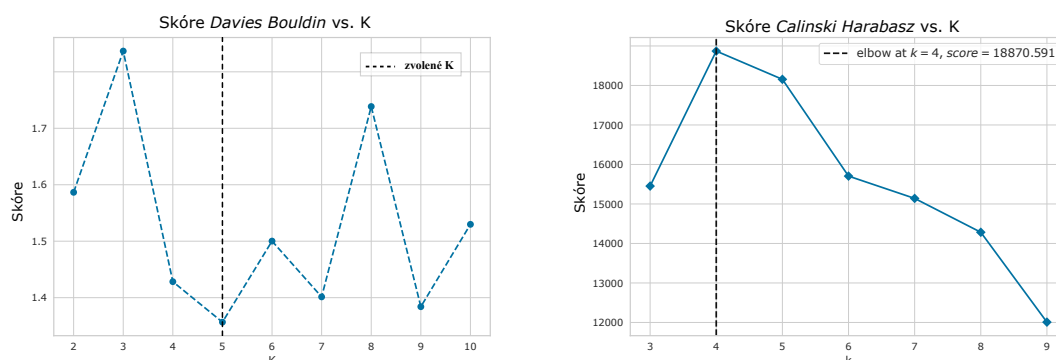 Skóre Davies Bouldin vs. K
zvolené K
Skóre
1.7
1.6
1.5
1.4
2 3 4 5 6 7 8 9 10
K
Skóre Calinski Harabasz vs. K
elbow at k = 4, score = 18870.591
Skóre
18000
17000
16000
15000
14000
13000
12000
3 4 5 6 7 8 9
k